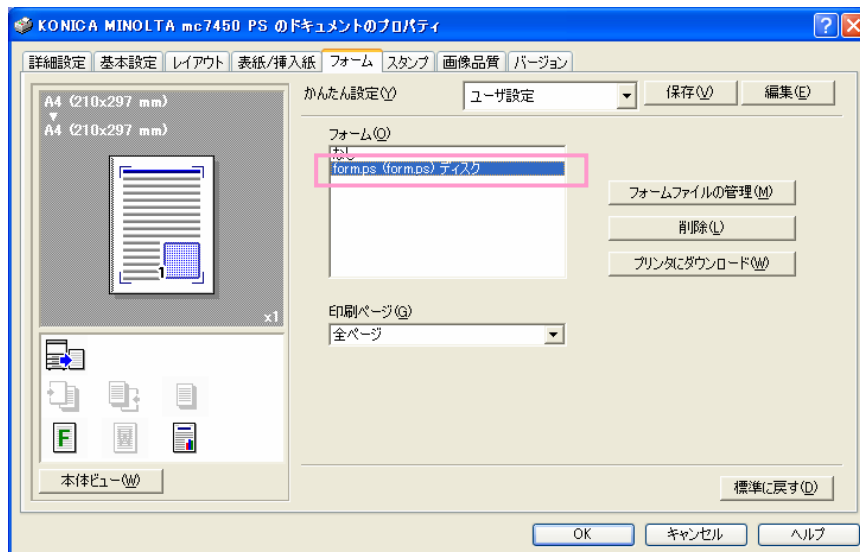 KONICA MINOLTA mc7450 PS のドキュメントのプロパティ
詳細設定 基本設定 レイアウト 表紙/挿入紙 フォーム スタンプ 画像品質 バージョン
A4 (210x297 mm)
A4 (210x297 mm)
1
x1
F
W
本体ビュー(W)
かんたん設定(Y)
ユーザ設定
保存(V)
編集(E)
フォーム(O)
なし
form.ps (form.ps) ディスク
フォームファイルの管理(M)
削除(L)
プリンタにダウンロード(W)
印刷ページ(G)
全ページ
標準に戻す(D)
OK
キャンセル
ヘルプ